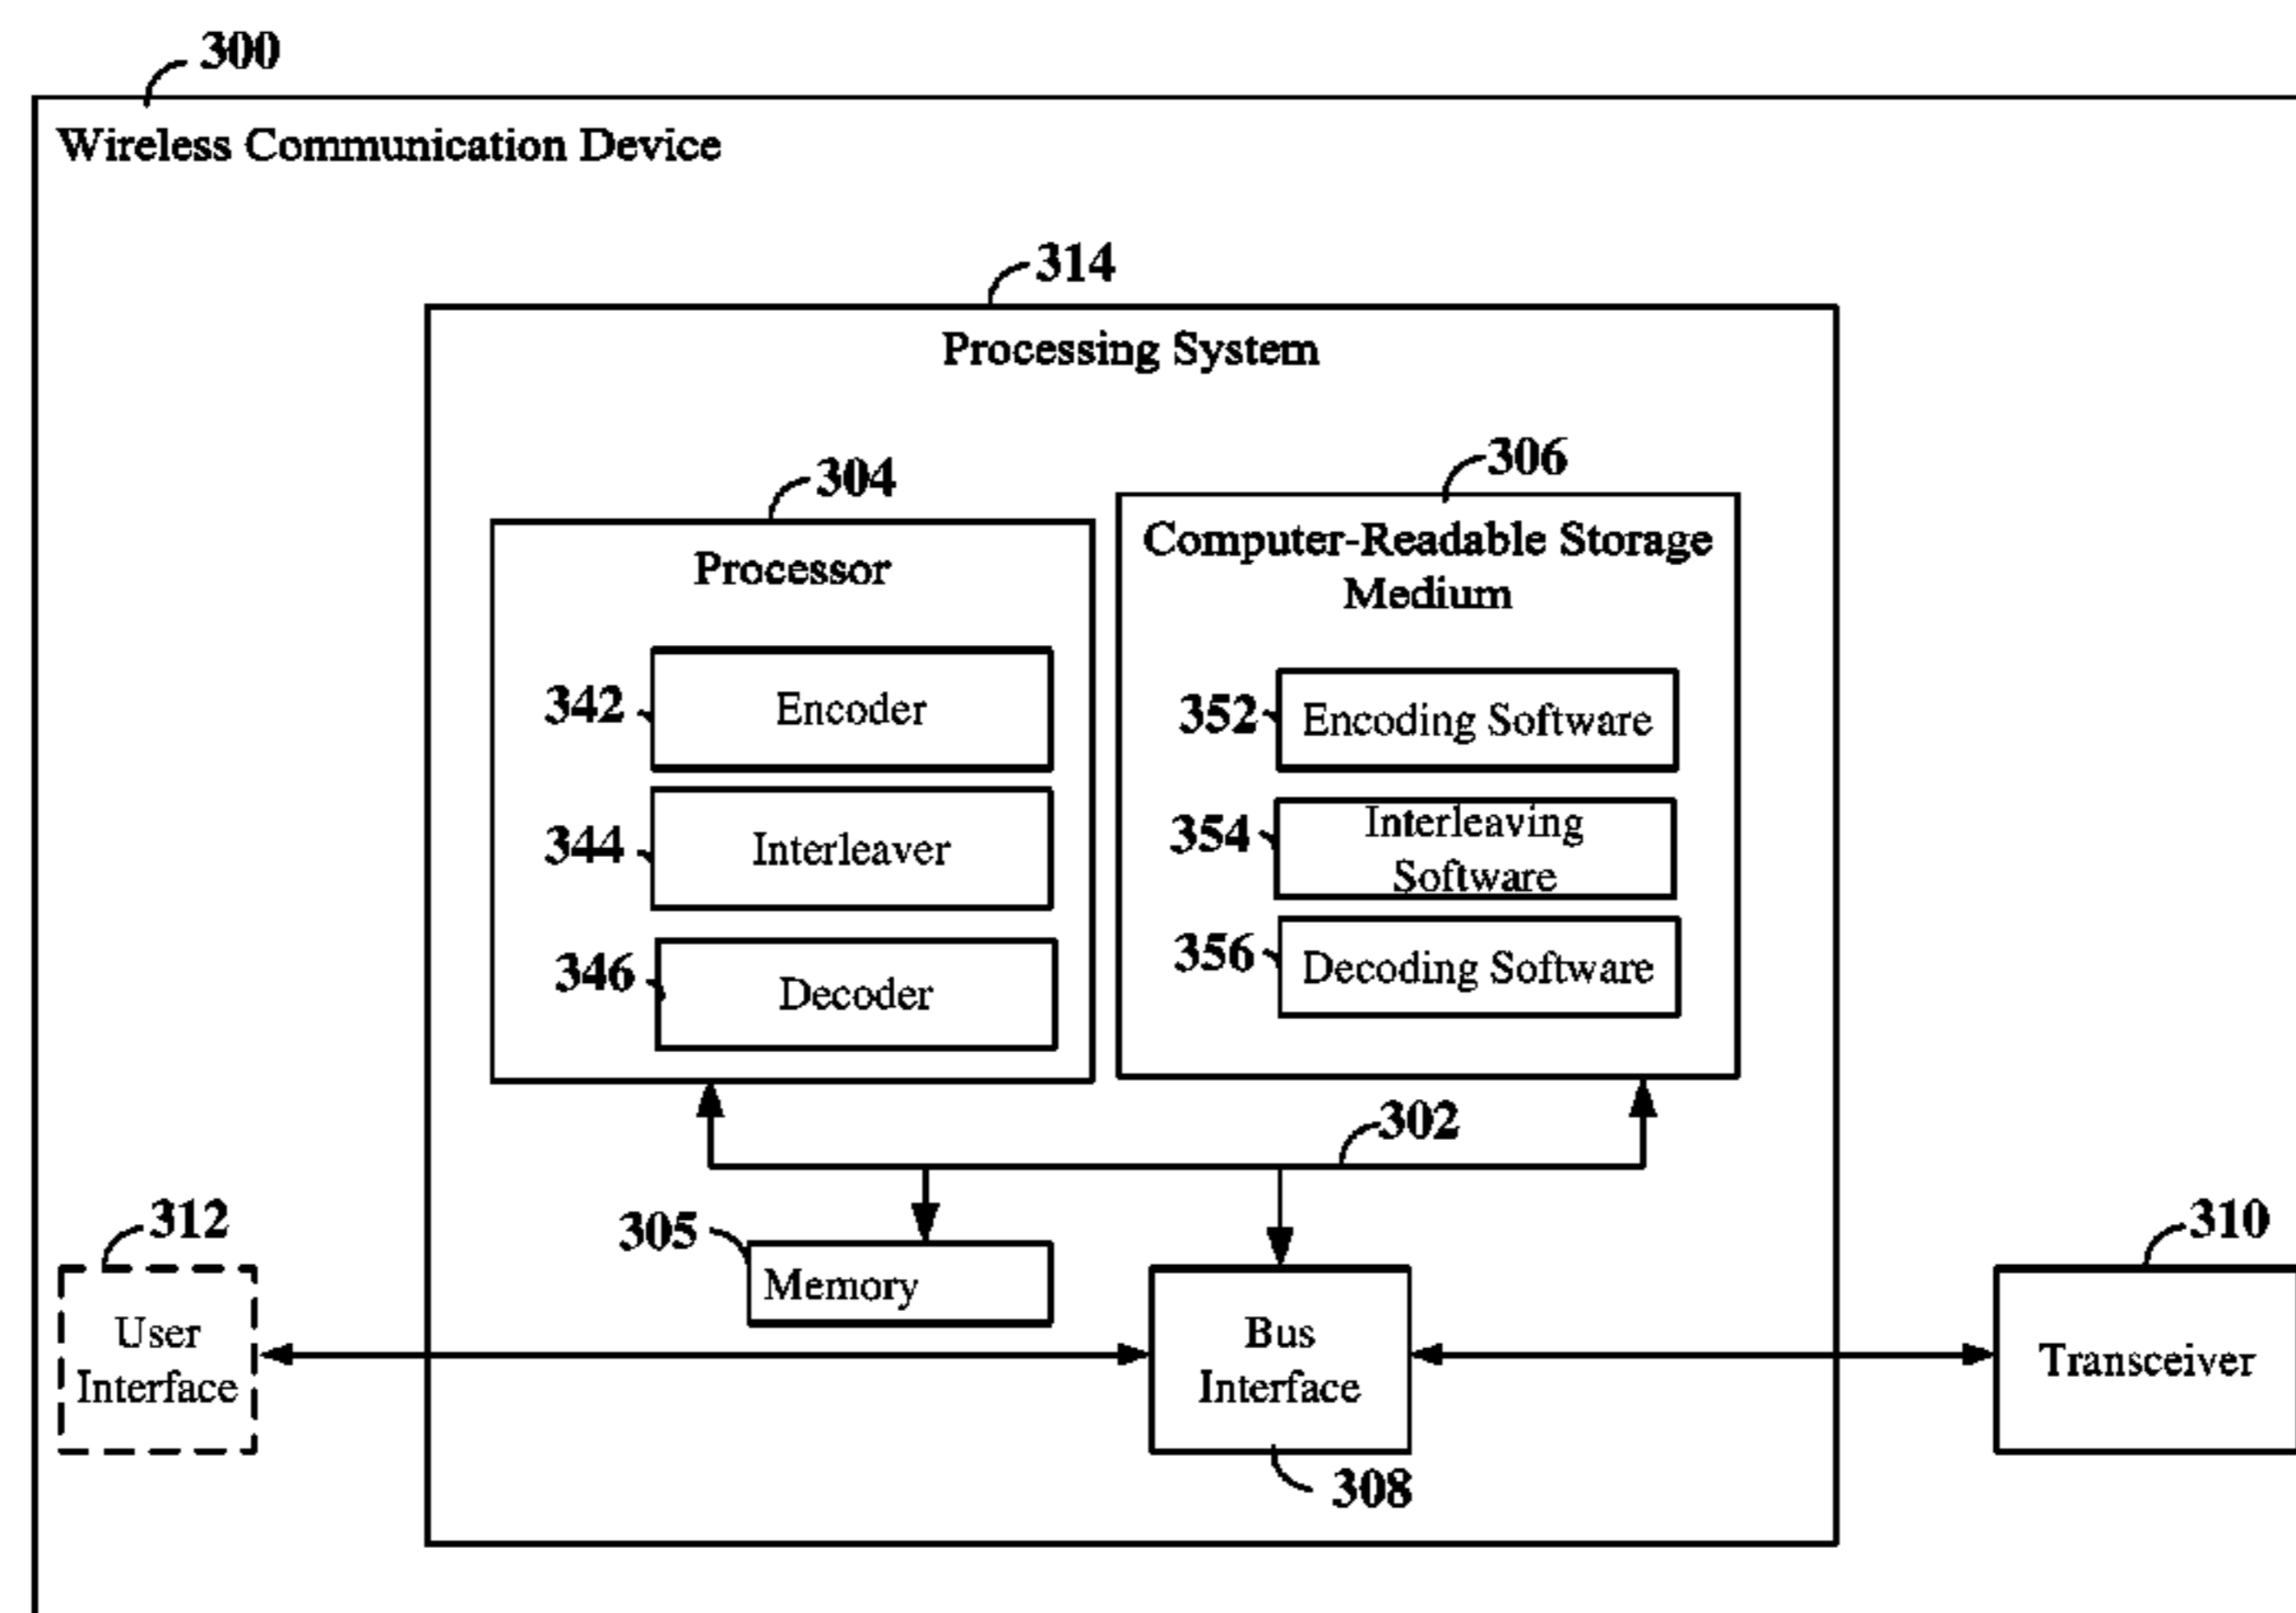 300
Wireless Communication Device
314
Processing System
304
Processor
342
Encoder
344
Interleaver
346
Decoder
306
Computer-Readable Storage
Medium
352
Encoding Software
354
Interleaving
Software
356
Decoding Software
302
305
Memory
312
User
Interface
Bus
Interface
308
310
Transceiver